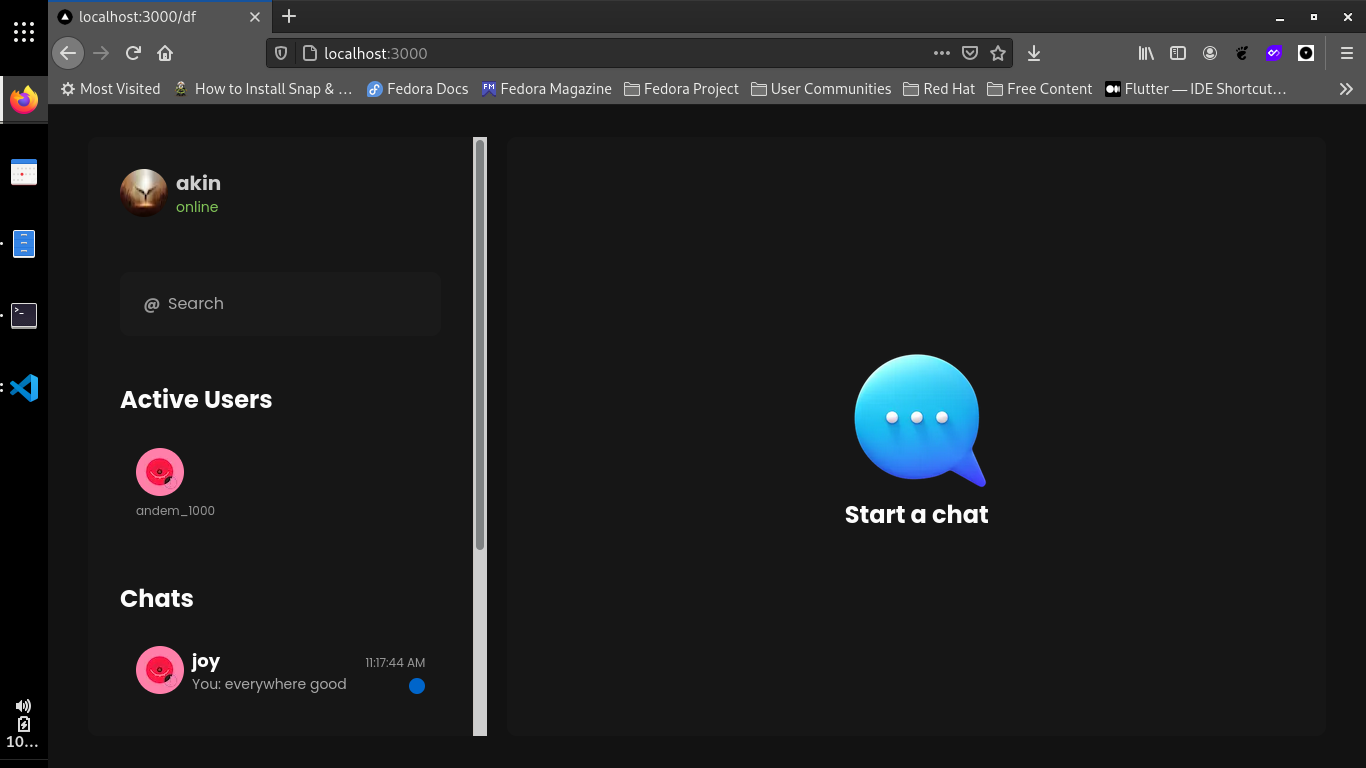 localhost:3000/df
localhost:3000
Most Visited
How to Install Snap & …
Fedora Docs
FM
Fedora Magazine
Fedora Project
User Communities
Red Hat
Free Content
Flutter — IDE Shortcut…
akin
online
@ Search
Active Users
andem_1000
Chats
joy
11:17:44 AM
You: everywhere good
Start a chat
10…